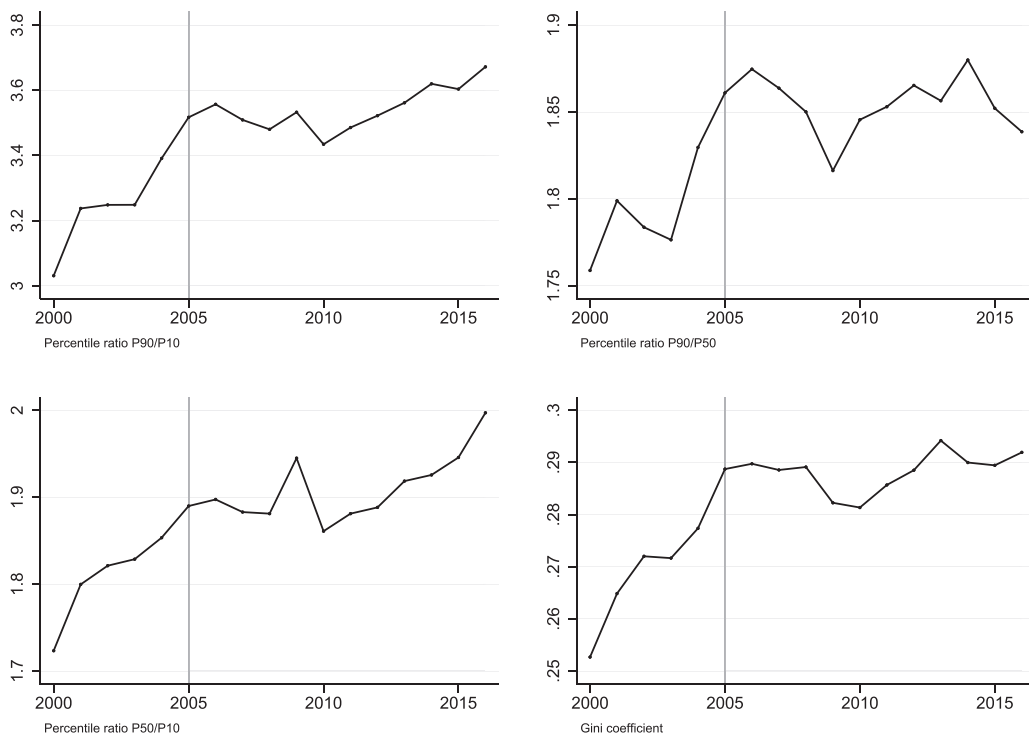 3.8
3.6
3.4
3.2
3
2000 2005 2010 2015
Percentile ratio P90/P10
1.9
1.85
1.8
1.75
2000 2005 2010 2015
Percentile ratio P90/P50
2
1.9
1.8
1.7
2000 2005 2010 2015
Percentile ratio P50/P10
.3
.29
.28
.27
.26
.25
2000 2005 2010 2015
Gini coefficient